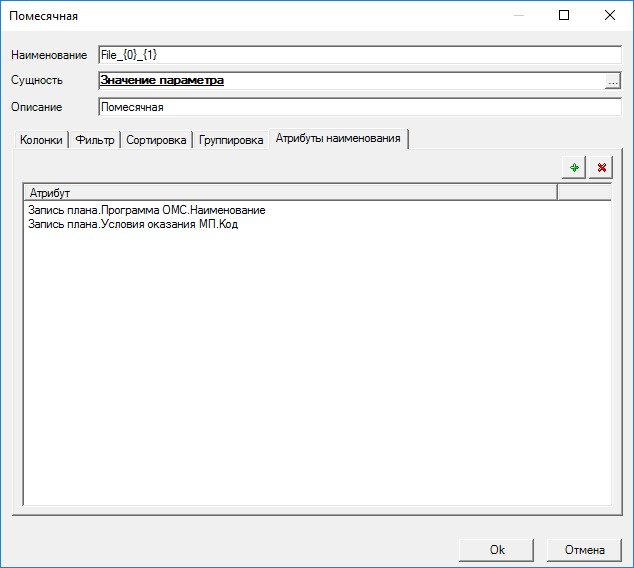 Помесячная
Наименование File_{0}_{1}
Сущность Значение параметра ...
Описание Помесячная
Колонки Фильтр Сортировка Группировка Атрибуты наименования
Атрибут
Запись плана.Программа ОМС.Наименование
Запись плана.Условия оказания МП.Код
Ok Отмена